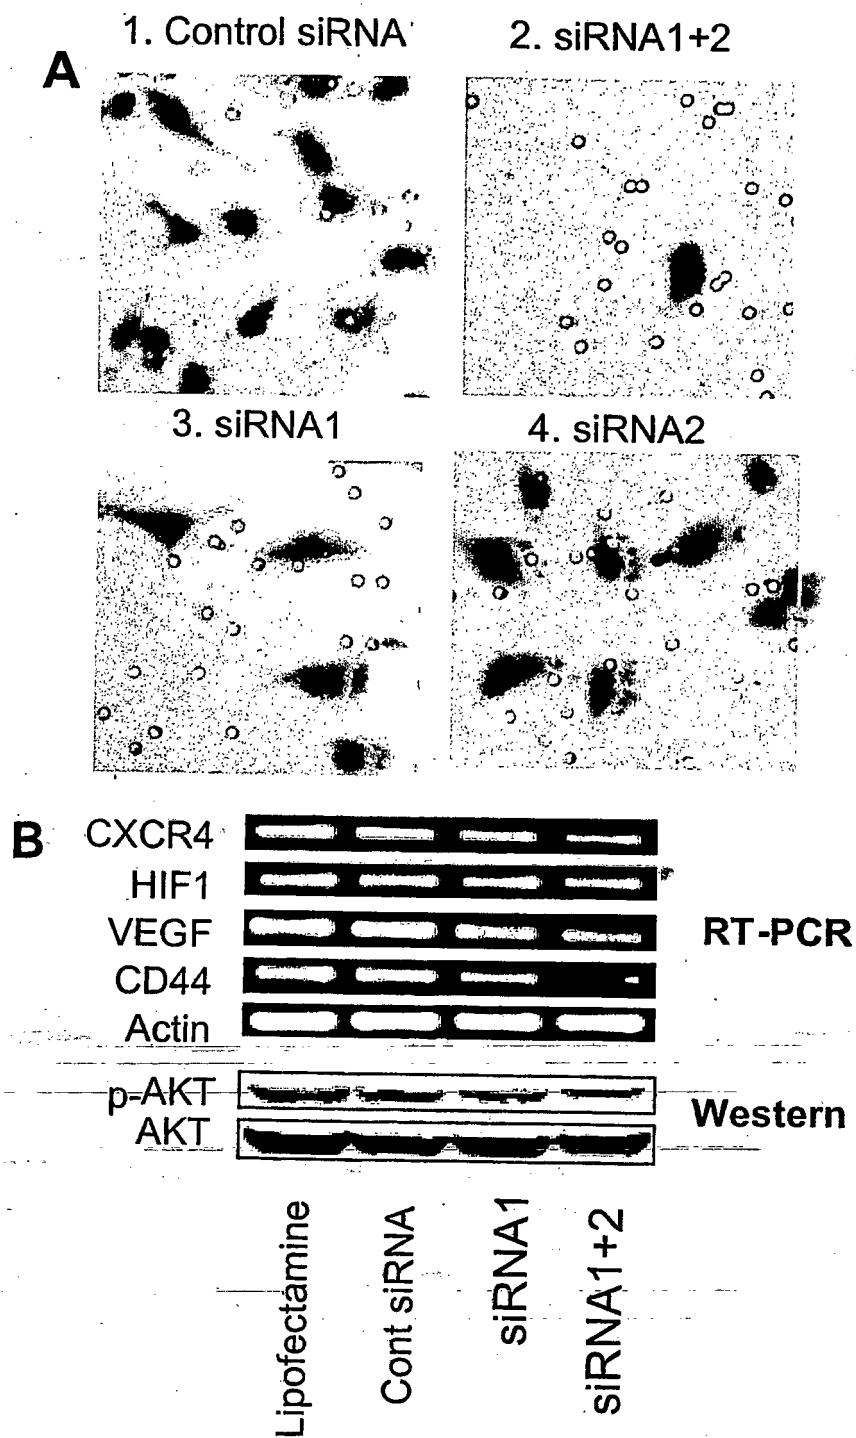 1. Control siRNA
2. siRNA1+2
A
3. siRNA1
4. siRNA2
B
CXCR4
HIF1
VEGF
RT-PCR
CD44
Actin
p-AKT
Western
AKT
Lipofectamine
Cont siRNA
siRNA1
siRNA1+2